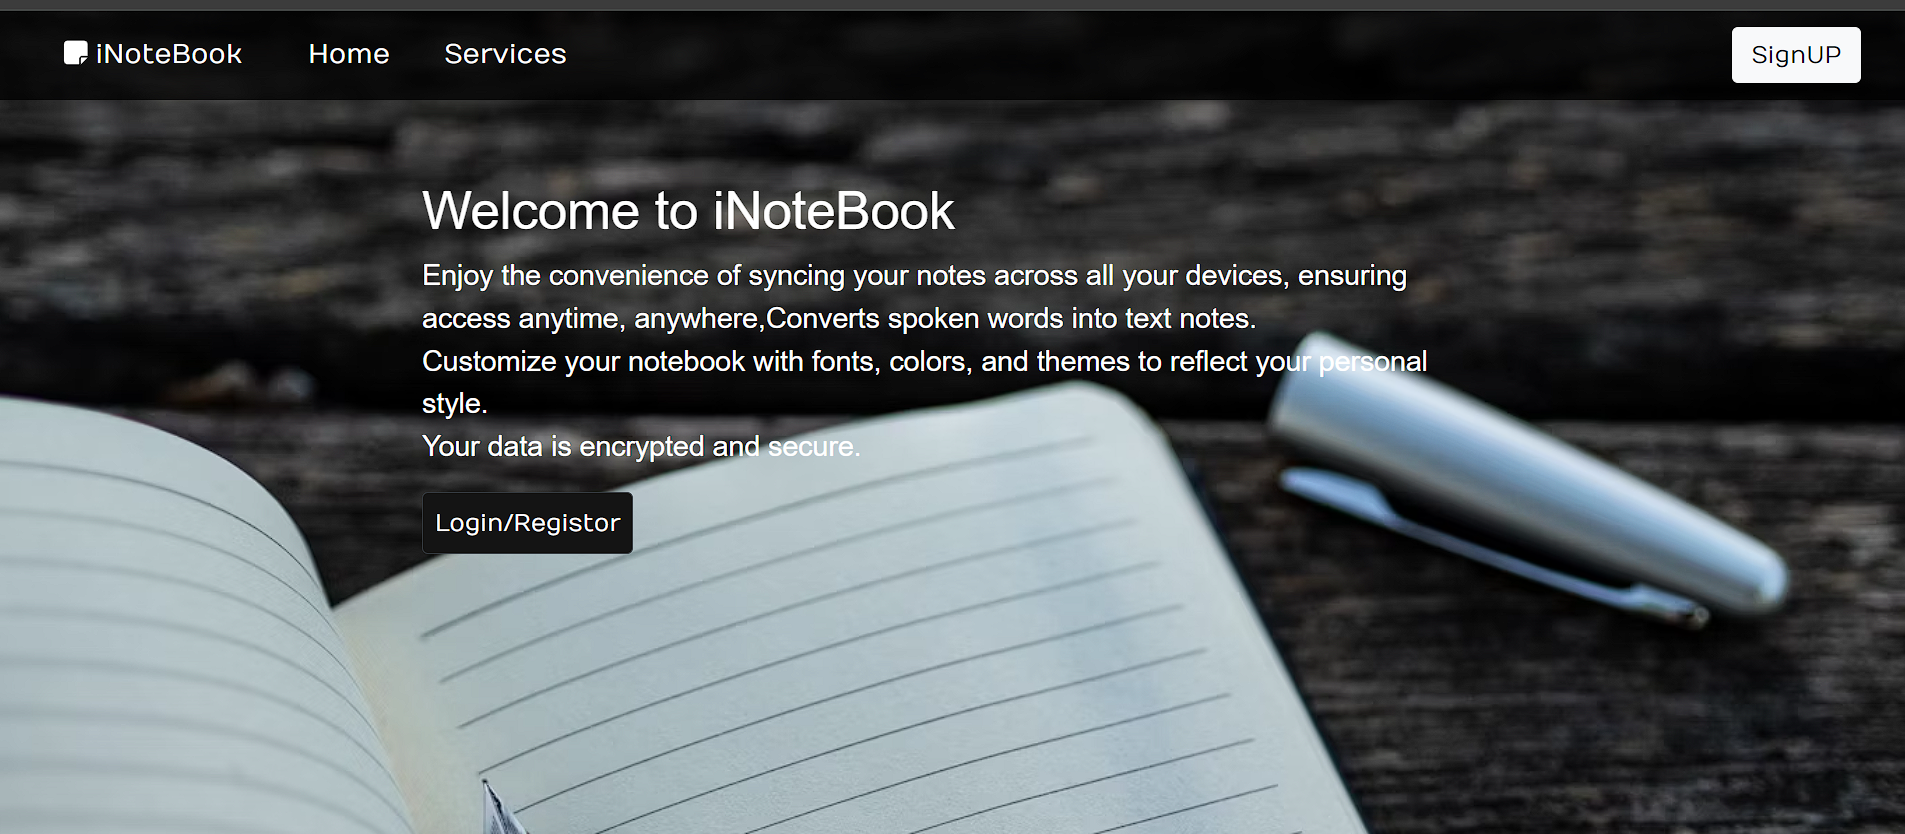 iNoteBook Home Services SignUP
Welcome to iNoteBook
Enjoy the convenience of syncing your notes across all your devices, ensuring
access anytime, anywhere,Converts spoken words into text notes.
Customize your notebook with fonts, colors, and themes to reflect your personal
style.
Your data is encrypted and secure.
Login/Registor